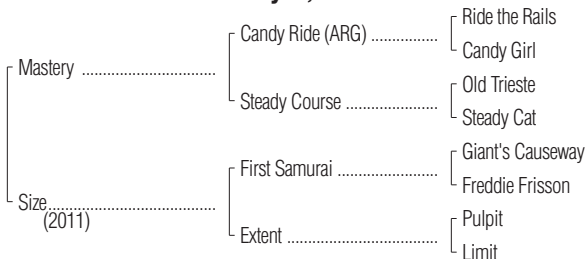 Ride the Rails
Candy Ride (ARG) ................
Candy Girl
Mastery ................................
Old Trieste
Steady Course .......................
Steady Cat
Giant's Causeway
First Samurai ........................
Freddie Frisson
Size........................................
(2011)
Pulpit
Extent ....................................
Limit